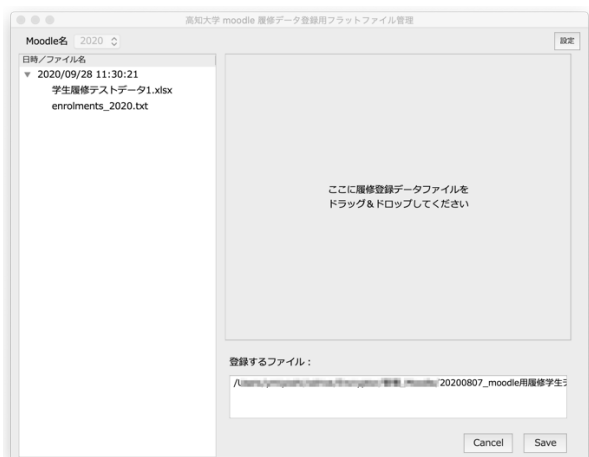 高知大学 moodle 履修データ登録用フラットファイル管理
Moodle名 2020 設定
日時/ファイル名
2020/09/28 11:30:21
学生履修テストデータ1.xlsx
enrolments_2020.txt
ここに履修登録データファイルを
ドラッグ&ドロップしてください
登録するファイル：
20200807_moodle用履修学生デ
Cancel Save